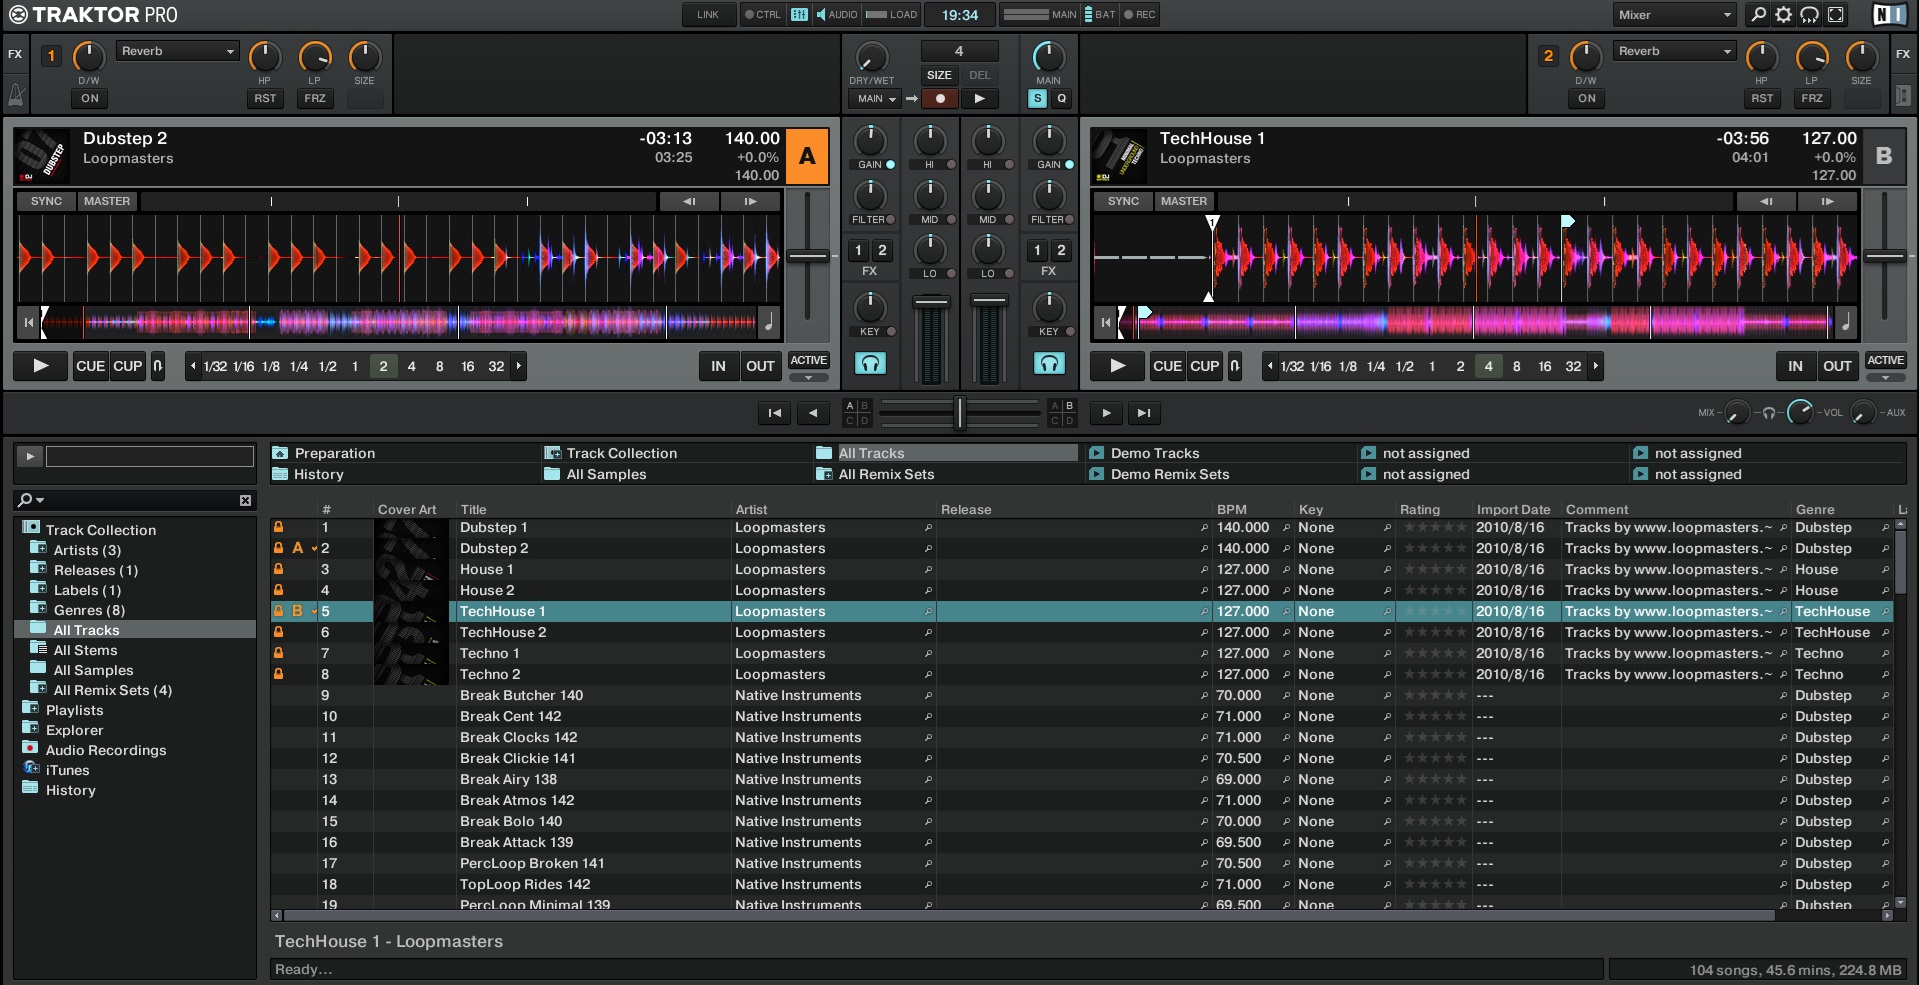 TRAKTOR PRO
LINK CTRL AUDIO LOAD 19:34 MAIN BAT REC Mixer
FX 1 Reverb 4 2 Reverb FX
D/W HP LP SIZE DRY/WET SIZE DEL MAIN D/W HP LP SIZE
ON RST FRZ MAIN S Q ON RST FRZ
Dubstep 2 -03:13 140.00 A
Loopmasters 03:25 +0.0%
140.00
TechHouse 1 -03:56 127.00 B
Loopmasters 04:01 +0.0%
127.00
GAIN HI HI GAIN
SYNC MASTER
FILTER MID MID FILTER
SYNC MASTER
1 2 1 2
FX LO LO FX
KEY KEY
1
CUE CUP 1/32 1/16 1/8 1/4 1/2 1 2 4 8 16 32 IN OUT ACTIVE
CUE CUP 1/32 1/16 1/8 1/4 1/2 1 2 4 8 16 32 IN OUT ACTIVE
A B C D A B C D MIX VOL AUX
Preparation Track Collection All Tracks Demo Tracks not assigned not assigned
History All Samples All Remix Sets Demo Remix Sets not assigned not assigned
Track Collection
Artists (3)
Releases (1)
Labels (1)
Genres (8)
All Tracks
All Stems
All Samples
All Remix Sets (4)
Playlists
Explorer
Audio Recordings
iTunes
History
# Cover Art Title Artist Release BPM Key Rating Import Date Comment Genre
1 Dubstep 1 Loopmasters 140.000 None 2010/8/16 Tracks by www.loopmasters.~ Dubstep
A 2 Dubstep 2 Loopmasters 140.000 None 2010/8/16 Tracks by www.loopmasters.~ Dubstep
3 House 1 Loopmasters 127.000 None 2010/8/16 Tracks by www.loopmasters.~ House
4 House 2 Loopmasters 127.000 None 2010/8/16 Tracks by www.loopmasters.~ House
B 5 TechHouse 1 Loopmasters 127.000 None 2010/8/16 Tracks by www.loopmasters.~ TechHouse
6 TechHouse 2 Loopmasters 127.000 None 2010/8/16 Tracks by www.loopmasters.~ TechHouse
7 Techno 1 Loopmasters 127.000 None 2010/8/16 Tracks by www.loopmasters.~ Techno
8 Techno 2 Loopmasters 127.000 None 2010/8/16 Tracks by www.loopmasters.~ Techno
9 Break Butcher 140 Native Instruments 70.000 None --- Dubstep
10 Break Cent 142 Native Instruments 71.000 None --- Dubstep
11 Break Clocks 142 Native Instruments 71.000 None --- Dubstep
12 Break Clickie 141 Native Instruments 70.500 None --- Dubstep
13 Break Airy 138 Native Instruments 69.000 None --- Dubstep
14 Break Atmos 142 Native Instruments 71.000 None --- Dubstep
15 Break Bolo 140 Native Instruments 70.000 None --- Dubstep
16 Break Attack 139 Native Instruments 69.500 None --- Dubstep
17 PercLoop Broken 141 Native Instruments 70.500 None --- Dubstep
18 TopLoop Rides 142 Native Instruments 71.000 None --- Dubstep
19 PercLoop Minimal 139 Native Instruments 69.500 None --- Dubstep
TechHouse 1 - Loopmasters
Ready...
104 songs, 45.6 mins, 224.8 MB